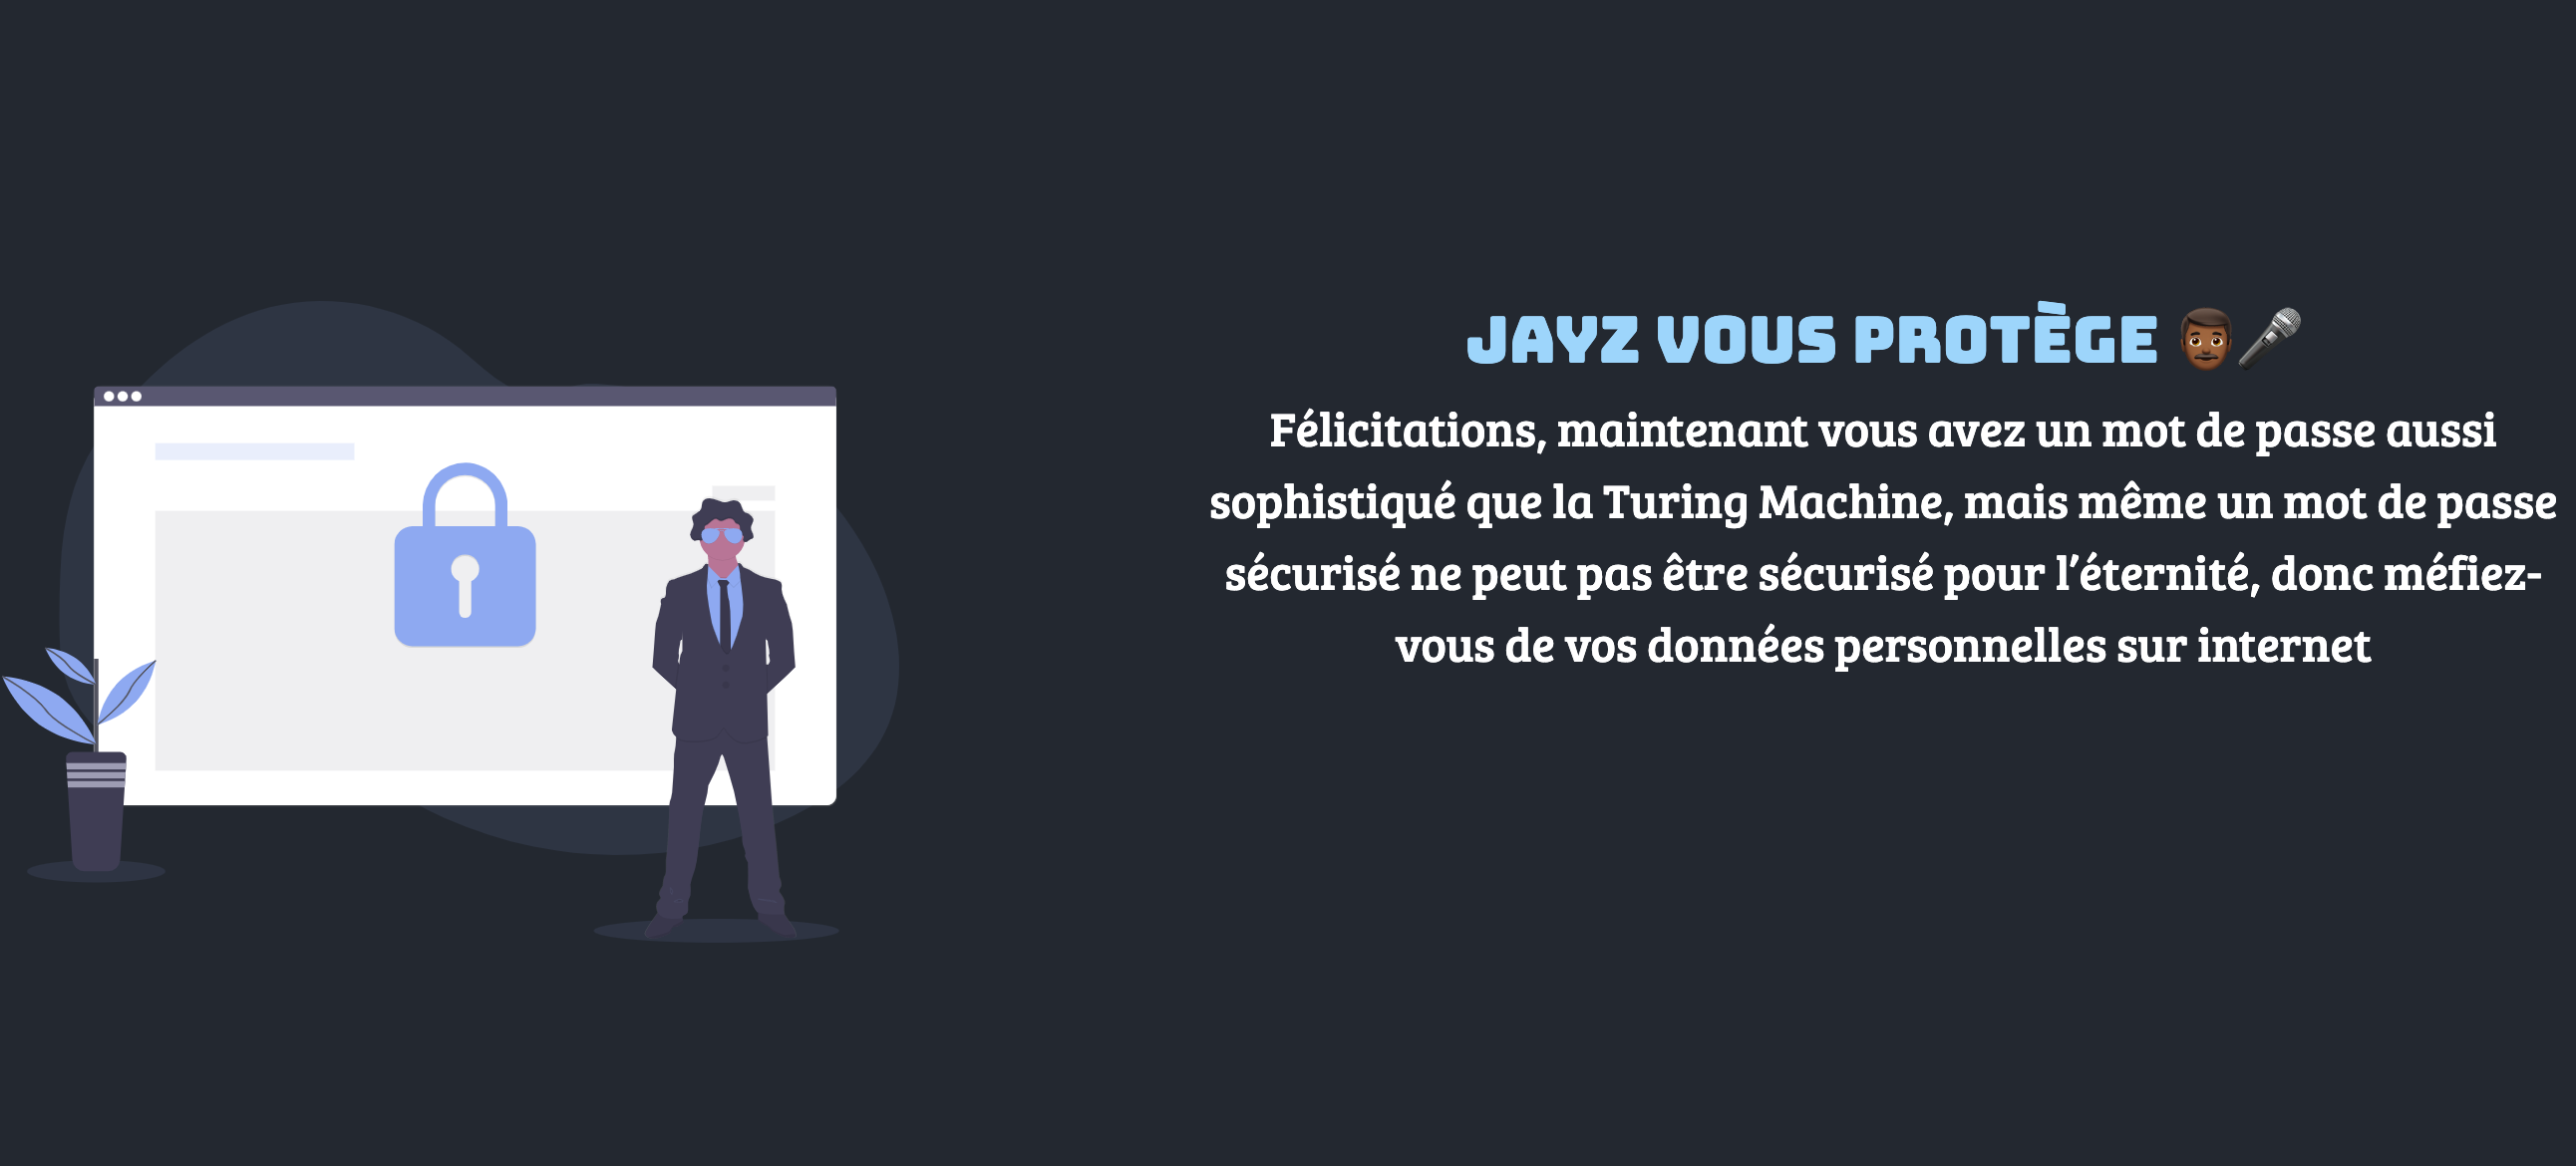 JAYZ VOUS PROTÈGE 👨🏾🎤
Félicitations, maintenant vous avez un mot de passe aussi
sophistiqué que la Turing Machine, mais même un mot de passe
sécurisé ne peut pas être sécurisé pour l’éternité, donc méfiez-
vous de vos données personnelles sur internet